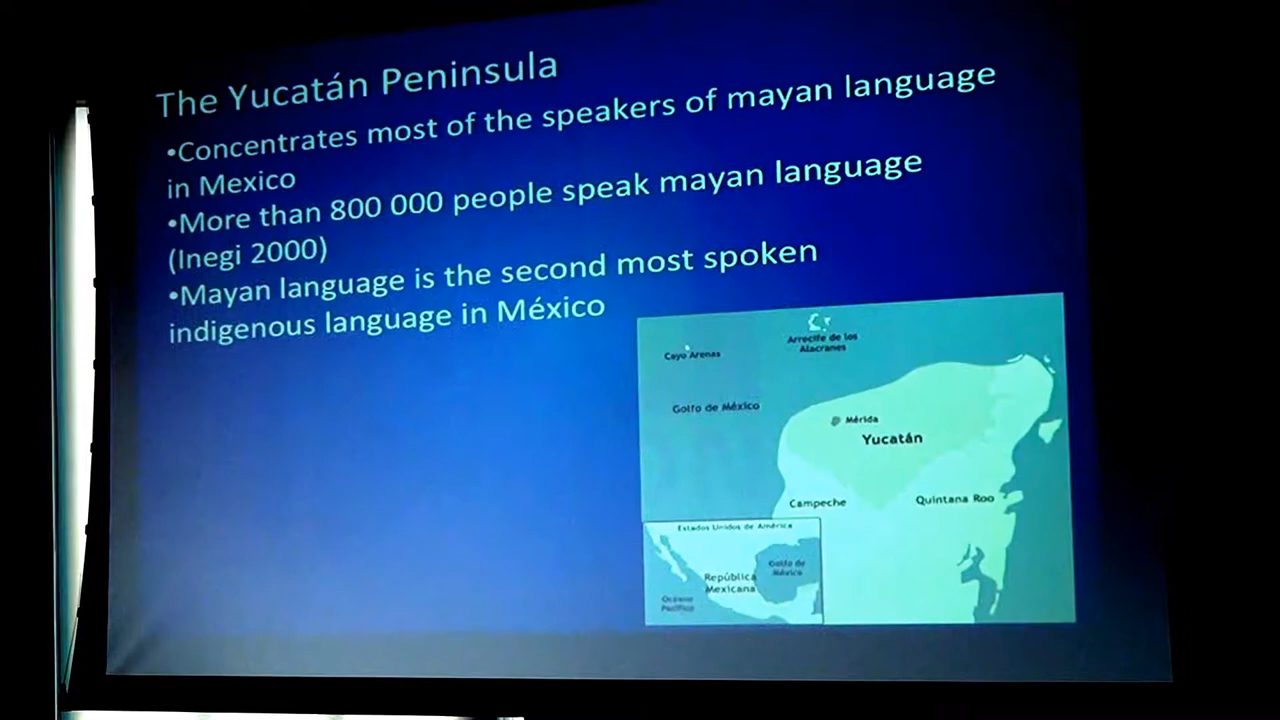 The Yucatán Peninsula
•Concentrates most of the speakers of mayan language
in Mexico
•More than 800 000 people speak mayan language
(Inegi 2000)
•Mayan language is the second most spoken
indigenous language in México
Arrecife de los
Alacranes
Cayo Arenas
Golfo de México
Mérida
Yucatán
Campeche
Quintana Roo
Estados Unidos de América
Golfo de
México
República
Mexicana
Océano
Pacífico